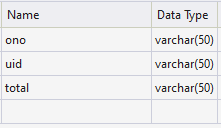 Name Data Type
ono varchar(50)
uid varchar(50)
total varchar(50)